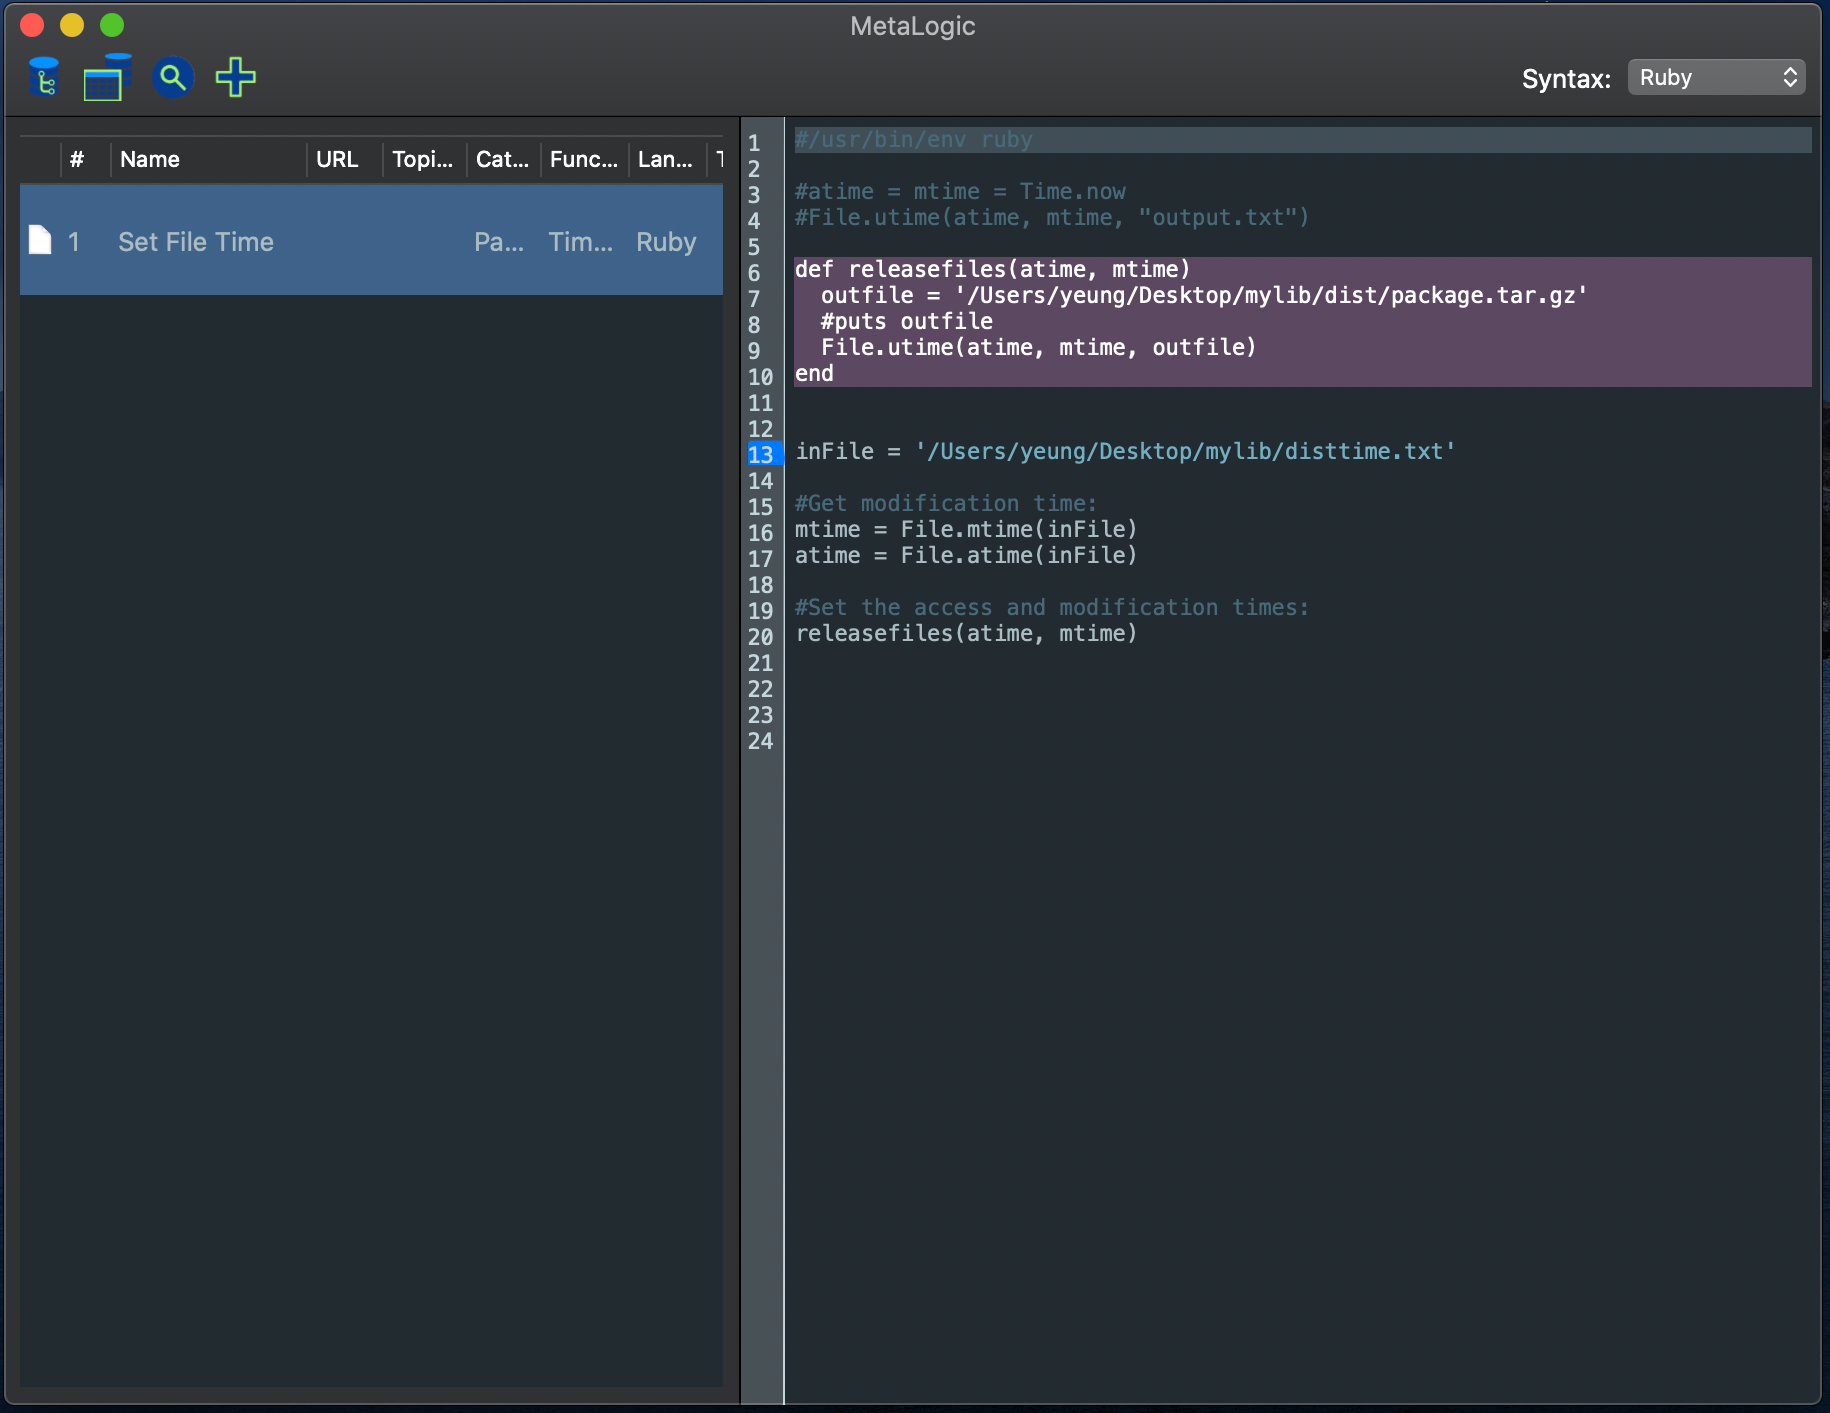 MetaLogic
Syntax: Ruby
# Name URL Topi... Cat... Func... Lan...
1 Set File Time Pa... Tim... Ruby
1 #/usr/bin/env ruby
2
3 #atime = mtime = Time.now
4 #File.utime(atime, mtime, "output.txt")
5
6 def releasefiles(atime, mtime)
7   outfile = '/Users/yeung/Desktop/mylib/dist/package.tar.gz'
8   #puts outfile
9   File.utime(atime, mtime, outfile)
10 end
11
12
13 inFile = '/Users/yeung/Desktop/mylib/disttime.txt'
14
15 #Get modification time:
16 mtime = File.mtime(inFile)
17 atime = File.atime(inFile)
18
19 #Set the access and modification times:
20 releasefiles(atime, mtime)
21
22
23
24